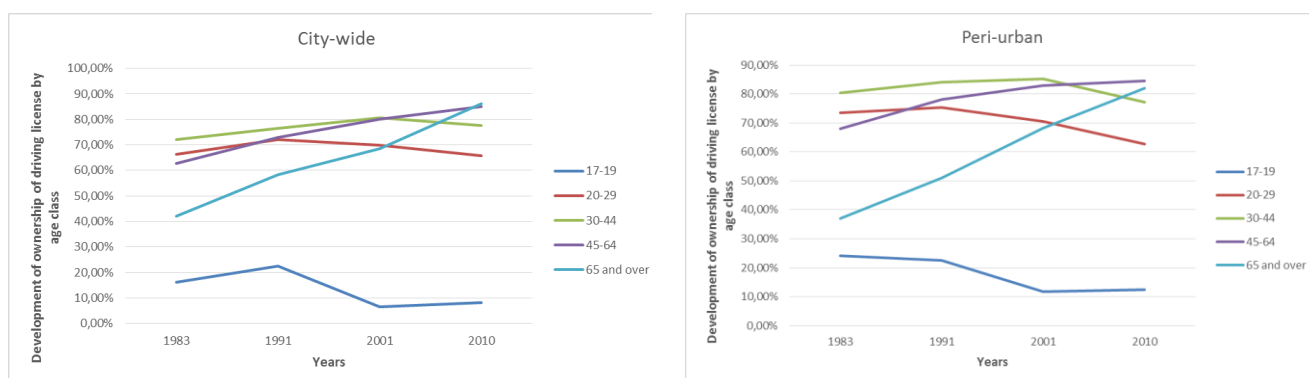 City-wide
Development of ownership of driving license by
age class
100,00%
90,00%
80,00%
70,00%
60,00%
50,00%
40,00%
30,00%
20,00%
10,00%
0,00%
1983 1991 2001 2010
Years
17-19
20-29
30-44
45-64
65 and over
Peri-urban
Development of ownership of driving license by
age class
90,00%
80,00%
70,00%
60,00%
50,00%
40,00%
30,00%
20,00%
10,00%
0,00%
1983 1991 2001 2010
Years
17-19
20-29
30-44
45-64
65 and over